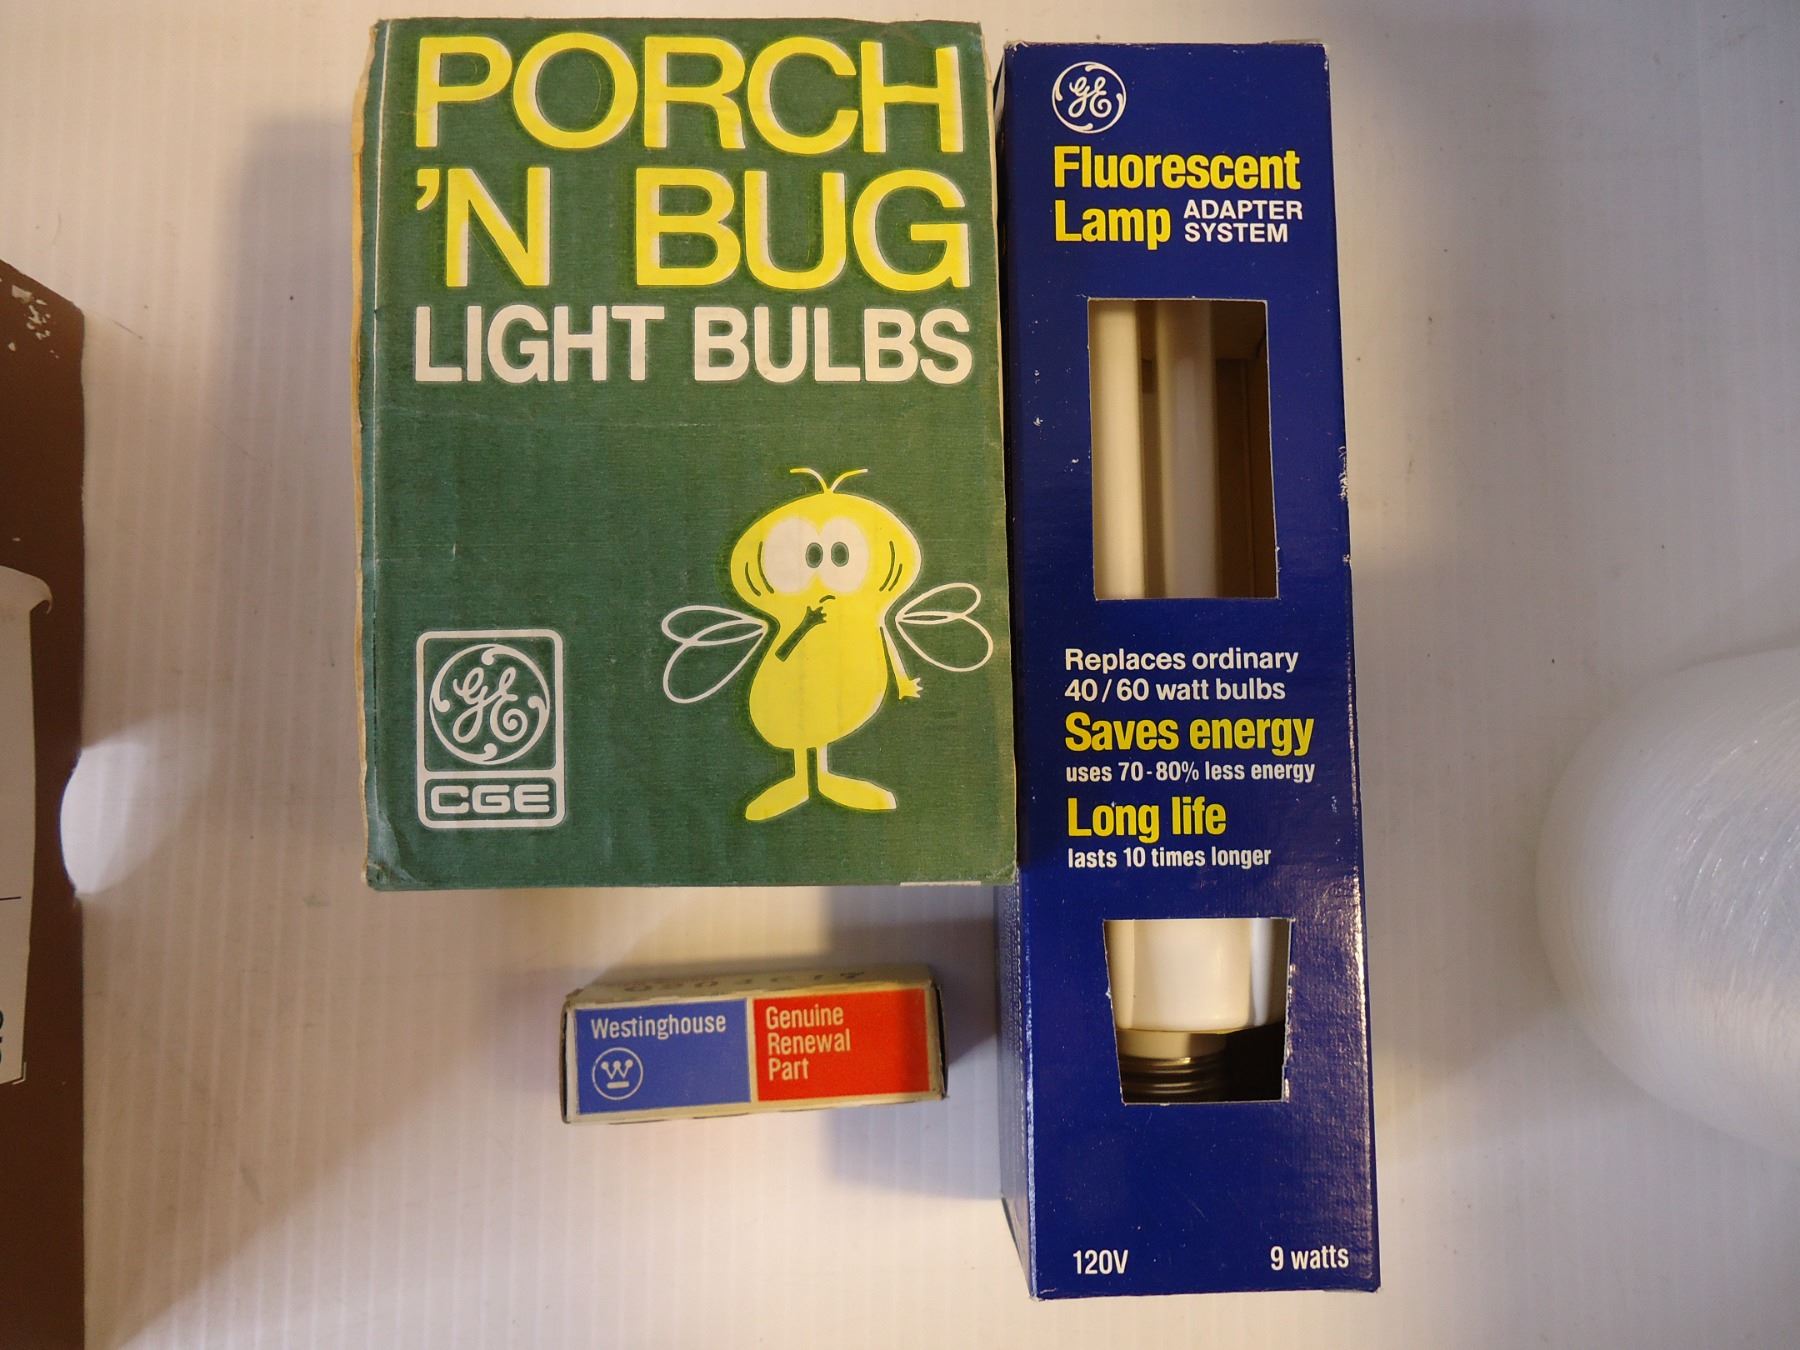 PORCH
'N BUG
LIGHT BULBS
GE
CGE
GE
Fluorescent
Lamp ADAPTER
SYSTEM
Replaces ordinary
40/60 watt bulbs
Saves energy
uses 70-80% less energy
Long life
lasts 10 times longer
120V 9 watts
Westinghouse
W
Genuine
Renewal
Part